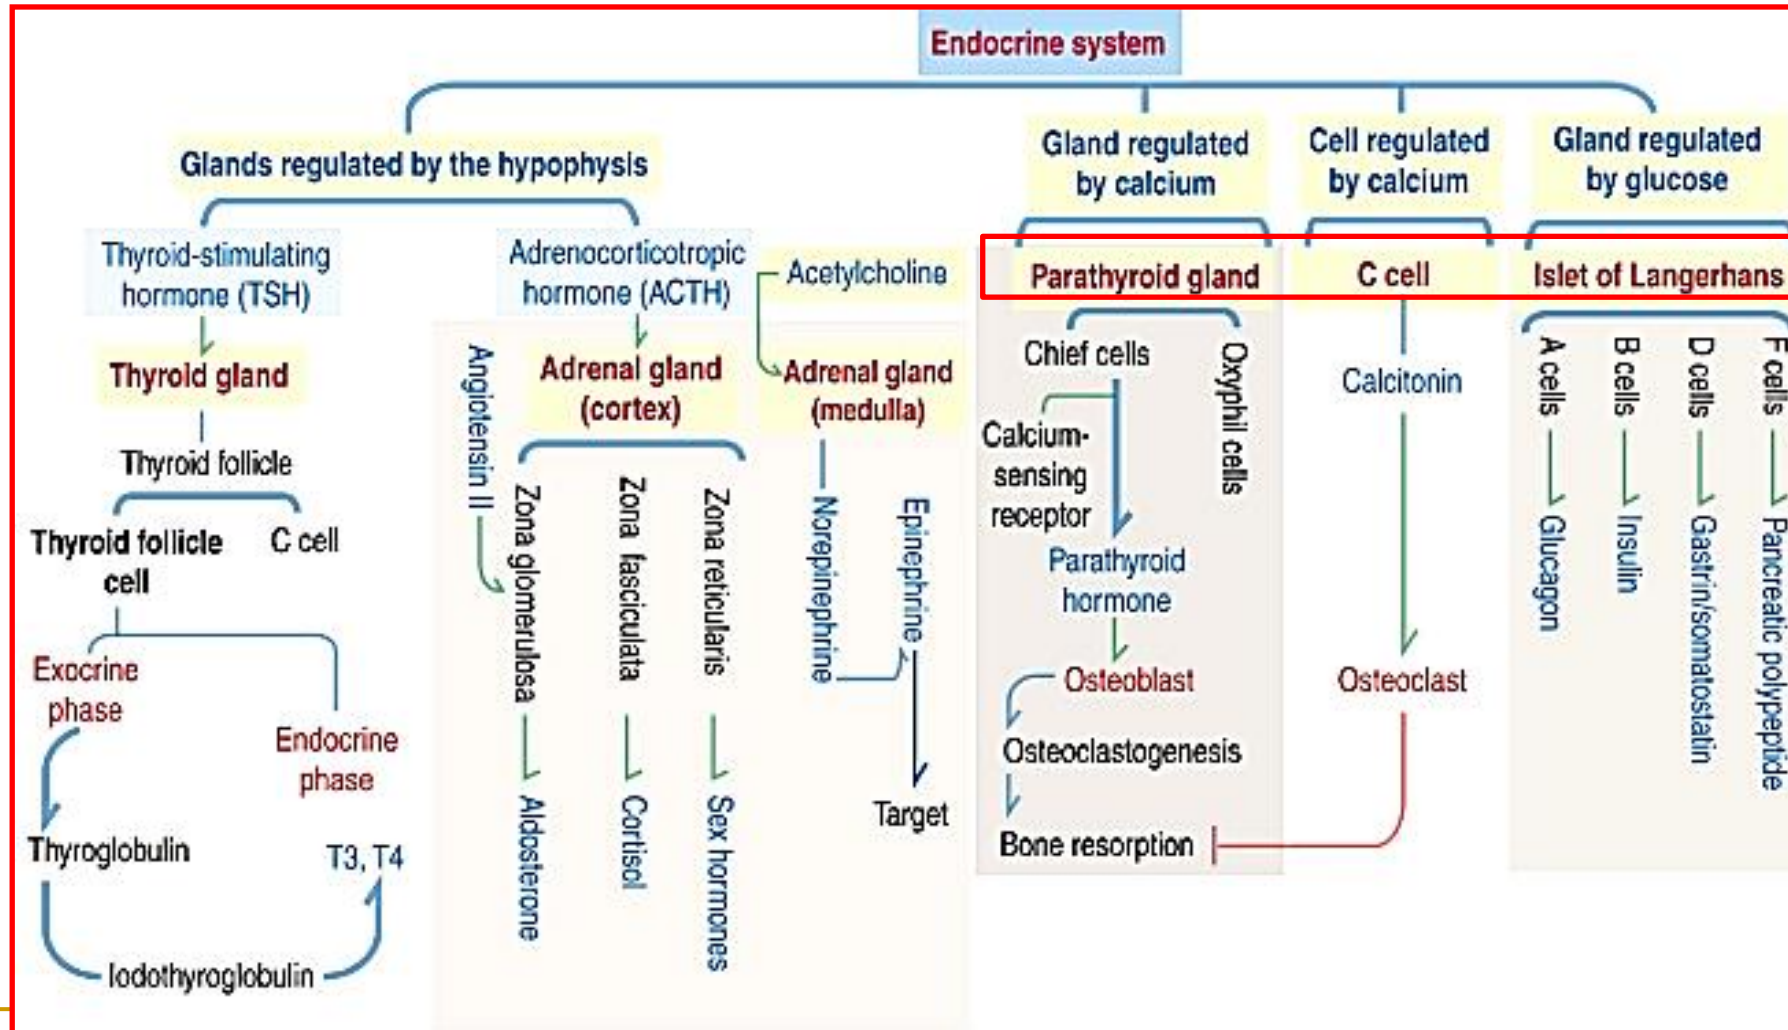 Endocrine system
Glands regulated by the hypophysis
Gland regulated
by calcium
Cell regulated
by calcium
Gland regulated
by glucose
Thyroid-stimulating
hormone (TSH)
Thyroid gland
Thyroid follicle
Thyroid follicle
cell
C cell
Exocrine
phase
Endocrine
phase
Thyroglobulin
T3, T4
Iodothyroglobulin
Adrenocorticotropic
hormone (ACTH)
Angiotensin II
Adrenal gland
(cortex)
Zona glomerulosa
Zona fasciculata
Zona reticularis
Aldosterone
Cortisol
Sex hormones
Acetylcholine
Adrenal gland
(medulla)
Norepinephrine
Epinephrine
Target
Parathyroid gland
Chief cells
Oxyphil cells
Calcium-
sensing
receptor
Parathyroid
hormone
Osteoblast
Osteoclastogenesis
Bone resorption
C cell
Calcitonin
Osteoclast
Islet of Langerhans
A cells
B cells
D cells
F cells
Glucagon
Insulin
Gastrin/somatostatin
Pancreatic polypeptide